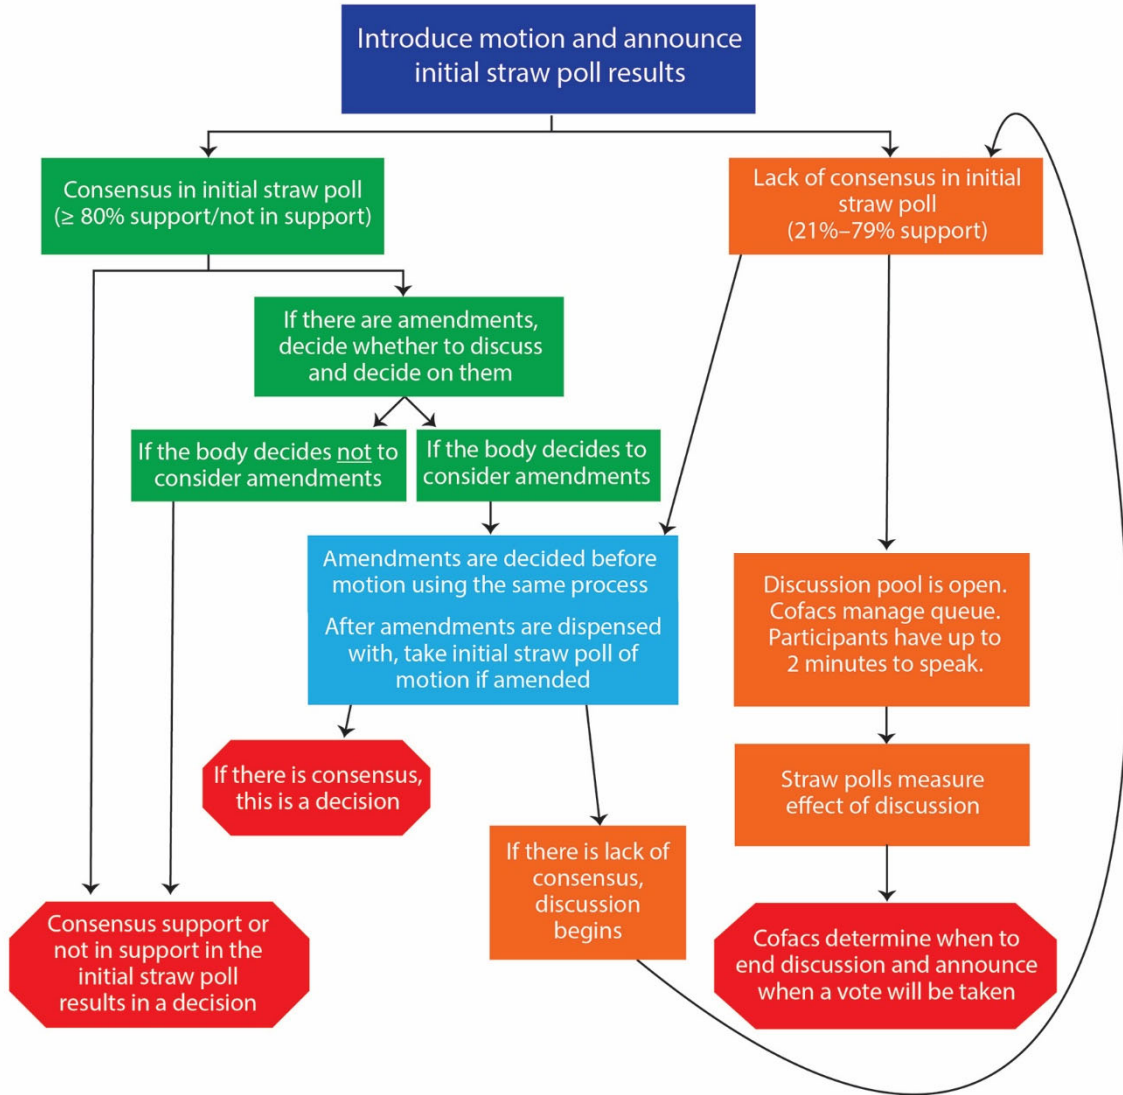 Introduce motion and announce
initial straw poll results
Consensus in initial straw poll
(≥ 80% support/not in support)
Lack of consensus in initial
straw poll
(21%–79% support)
If there are amendments,
decide whether to discuss
and decide on them
If the body decides not to
consider amendments
If the body decides to
consider amendments
Amendments are decided before
motion using the same process
After amendments are dispensed
with, take initial straw poll of
motion if amended
Discussion pool is open.
Cofacs manage queue.
Participants have up to
2 minutes to speak.
If there is consensus,
this is a decision
Straw polls measure
effect of discussion
If there is lack of
consensus,
discussion
begins
Consensus support or
not in support in the
initial straw poll
results in a decision
Cofacs determine when to
end discussion and announce
when a vote will be taken